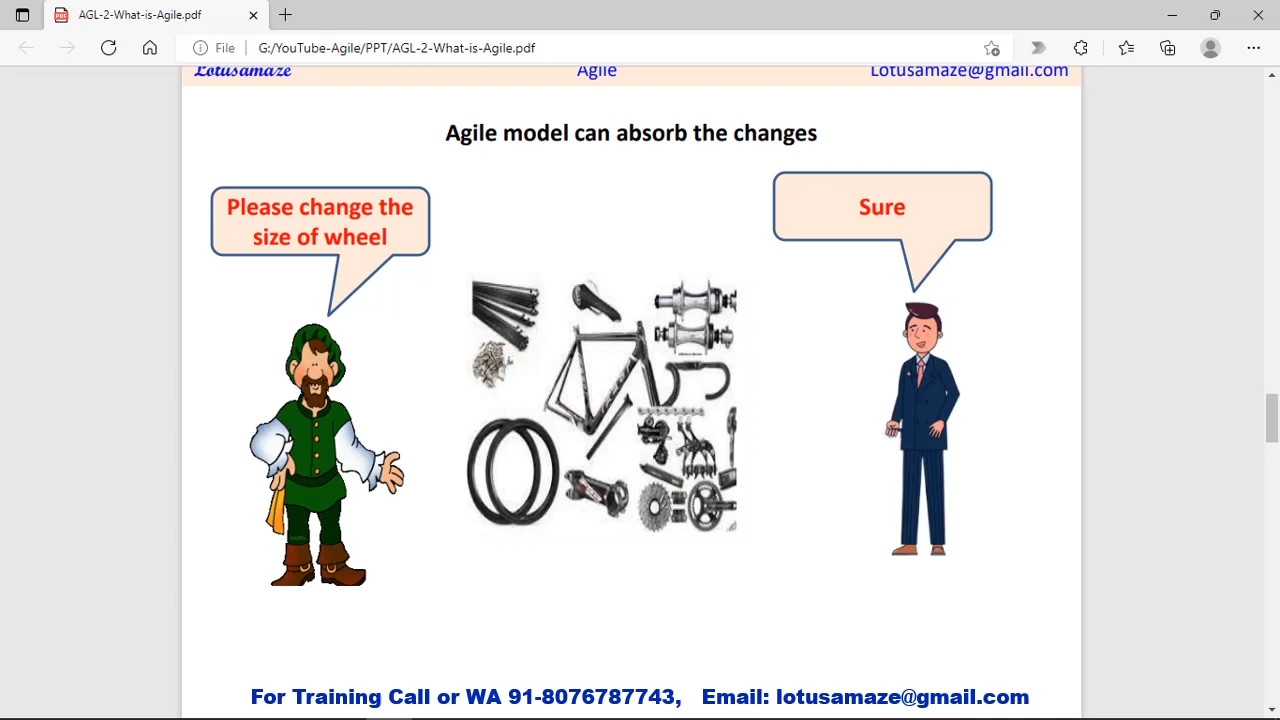 AGL-2-What-is-Agile.pdf
File G:/YouTube-Agile/PPT/AGL-2-What-is-Agile.pdf
Lotusamaze Agile Lotusamaze@gmail.com
Agile model can absorb the changes
Please change the
size of wheel
Sure
For Training Call or WA 91-8076787743, Email: lotusamaze@gmail.com